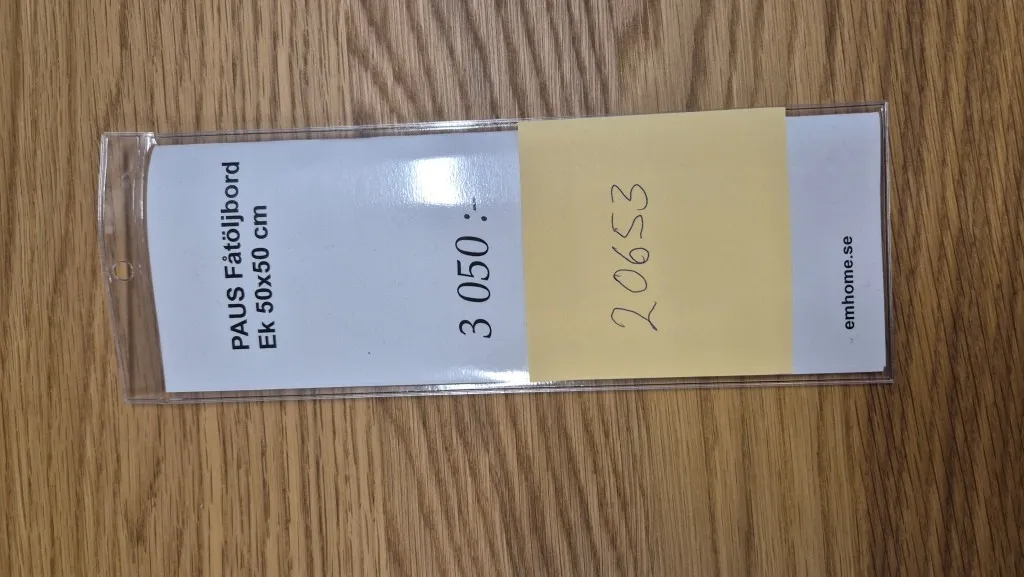 PAUS Fåtöljbord
Ek 50x50 cm
3 050 :-
20653
emhome.se